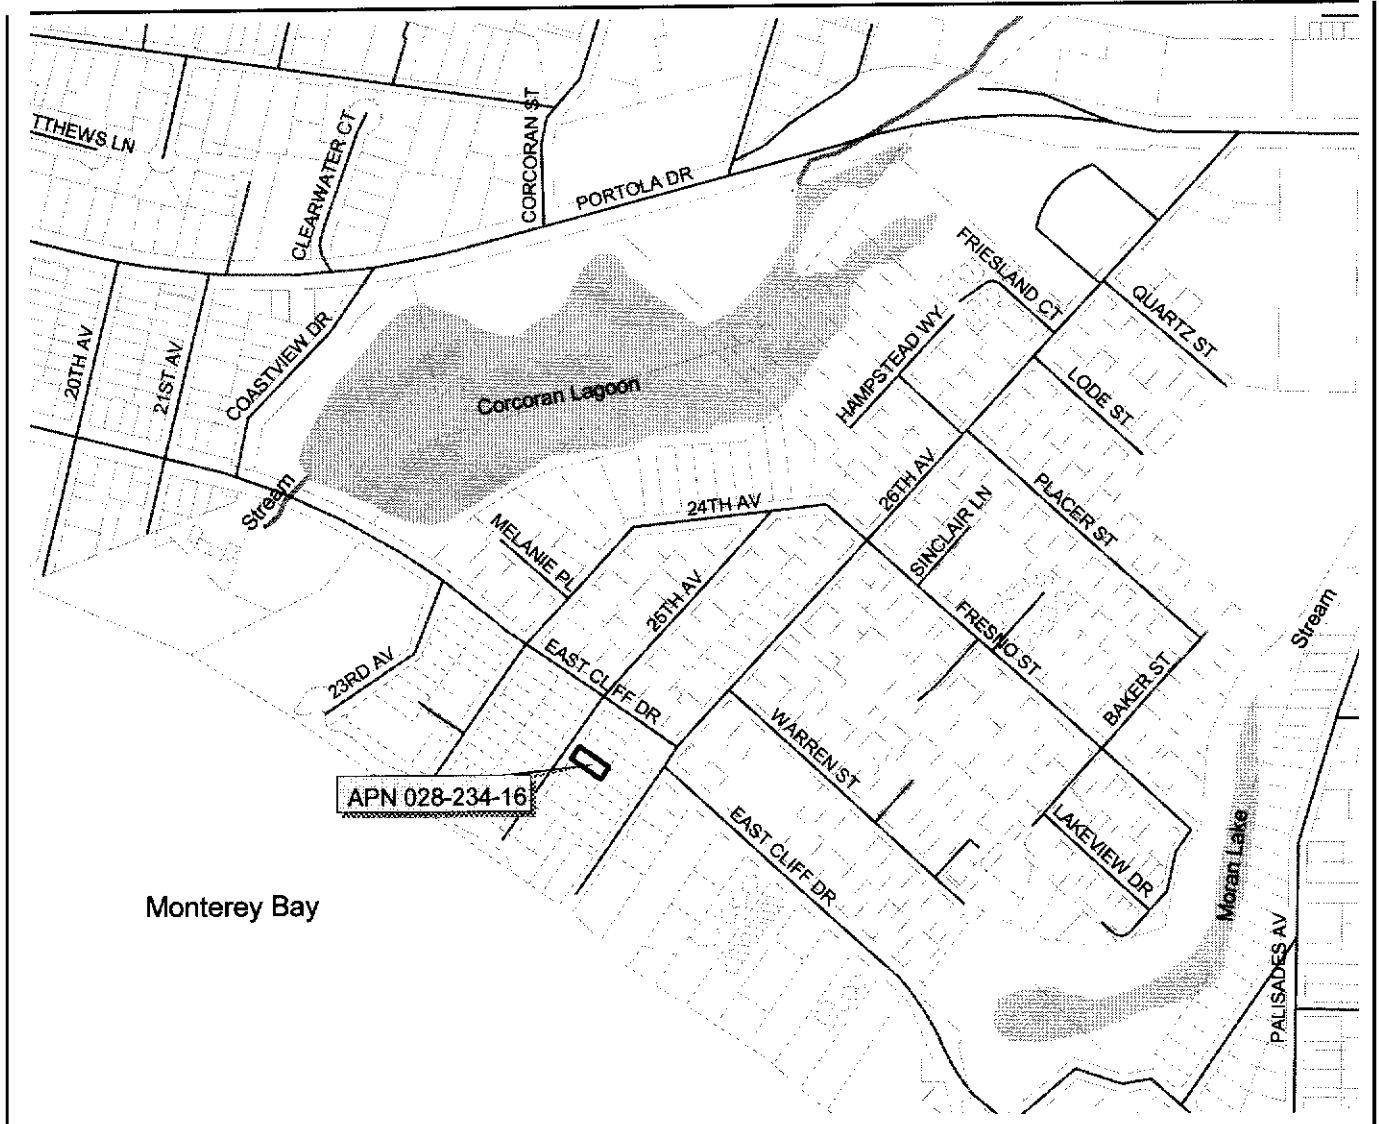 TTHEWS LN
CLEARWATER CT
CORCORAN ST
PORTOLA DR
20TH AV
21ST AV
COASTVIEW DR
Corcoran Lagoon
FRIESLAND CT
HAMPSTEAD WY
QUARTZ ST
LODE ST
Stream
MELANIE PL
24TH AV
25TH AV
26TH AV
SINCLAIR LN
PLACER ST
FRESNO ST
Stream
23RD AV
EAST CLIFF DR
BAKER ST
WARREN ST
APN 028-234-16
EAST CLIFF DR
LAKEVIEW DR
Moran Lake
Monterey Bay
PALISADES AV